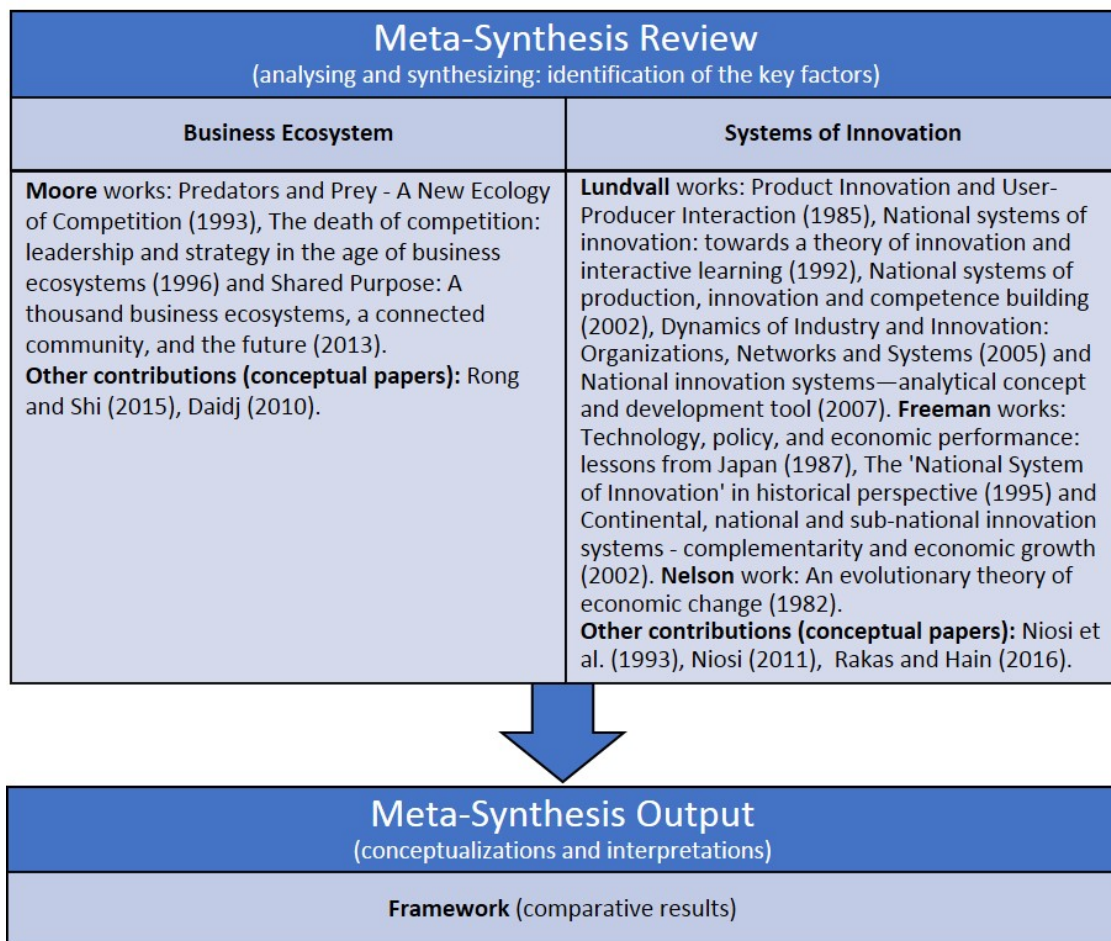 Meta-Synthesis Review
(analysing and synthesizing: identification of the key factors)
Business Ecosystem
Systems of Innovation
Moore works: Predators and Prey - A New Ecology
of Competition (1993), The death of competition:
leadership and strategy in the age of business
ecosystems (1996) and Shared Purpose: A
thousand business ecosystems, a connected
community, and the future (2013).
Other contributions (conceptual papers): Rong
and Shi (2015), Daidj (2010).
Lundvall works: Product Innovation and User-
Producer Interaction (1985), National systems of
innovation: towards a theory of innovation and
interactive learning (1992), National systems of
production, innovation and competence building
(2002), Dynamics of Industry and Innovation:
Organizations, Networks and Systems (2005) and
National innovation systems—analytical concept
and development tool (2007). Freeman works:
Technology, policy, and economic performance:
lessons from Japan (1987), The 'National System
of Innovation' in historical perspective (1995) and
Continental, national and sub-national innovation
systems - complementarity and economic growth
(2002). Nelson work: An evolutionary theory of
economic change (1982).
Other contributions (conceptual papers): Niosi et
al. (1993), Niosi (2011), Rakas and Hain (2016).
Meta-Synthesis Output
(conceptualizations and interpretations)
Framework (comparative results)